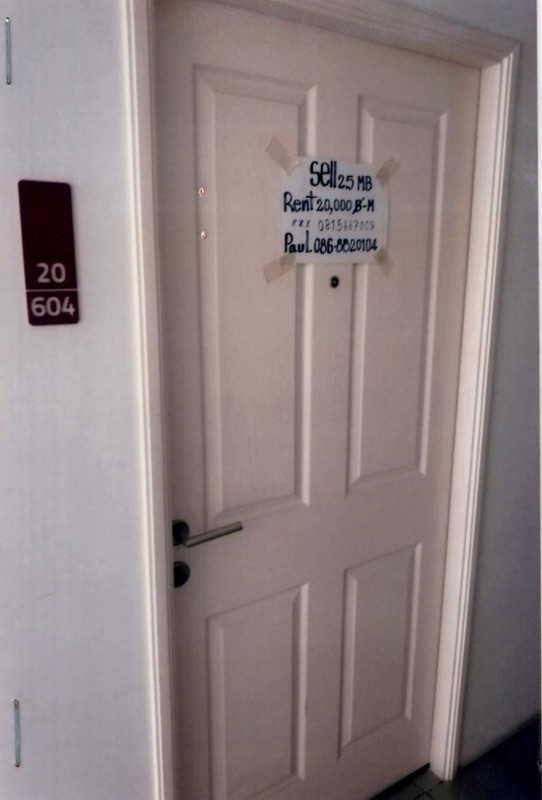 20
604
Sell 2.5 MB
Rent 20,000 ฿-M
Paul. 086-8820104